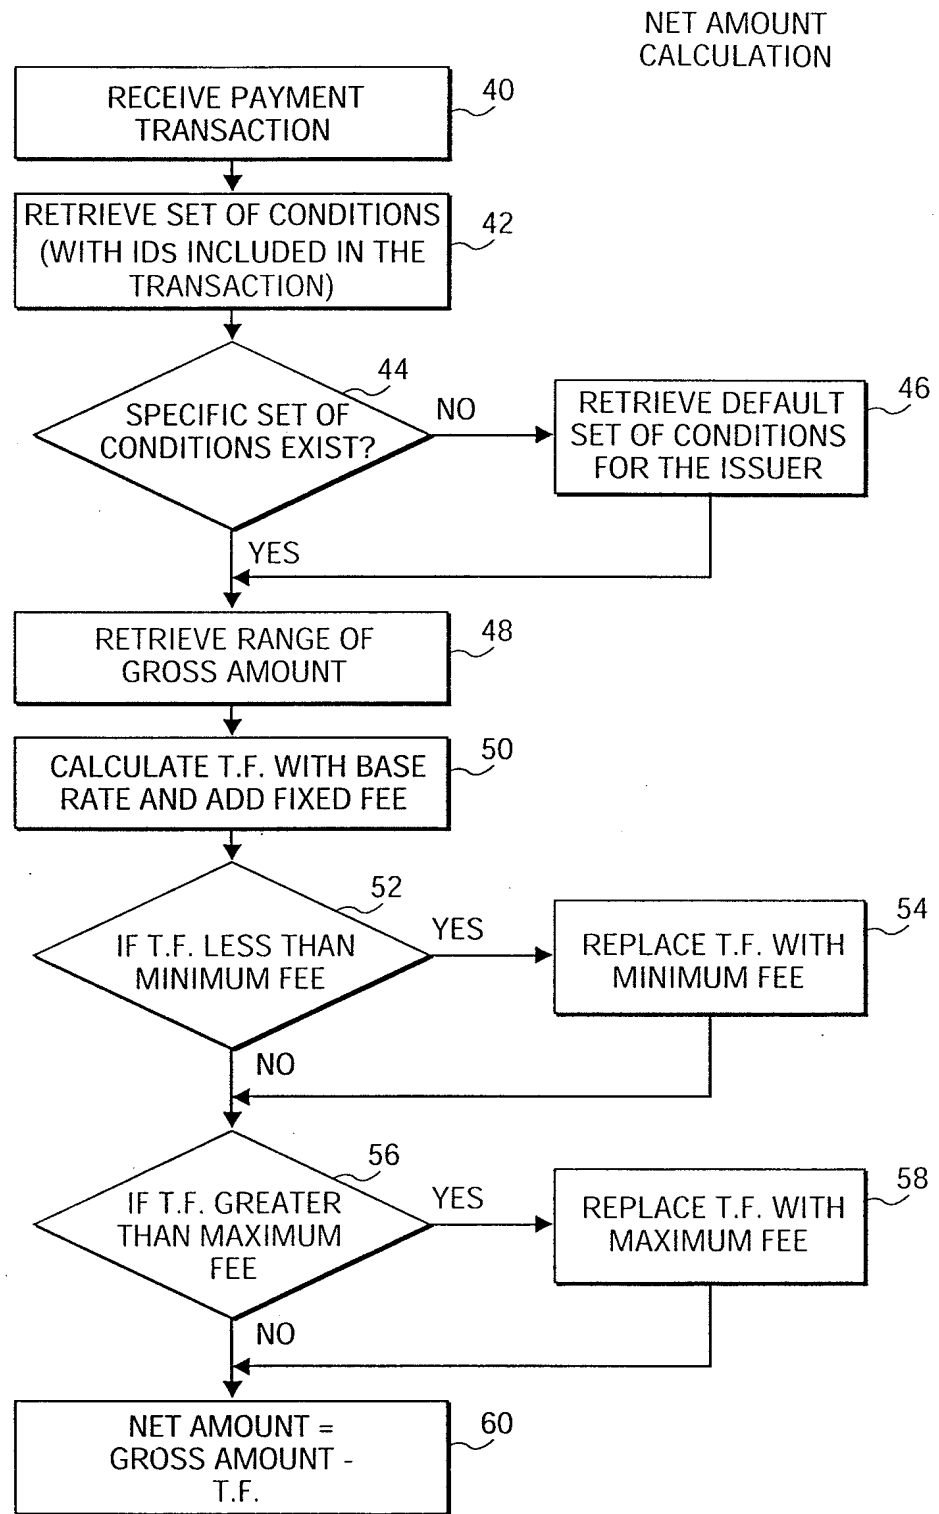 NET AMOUNT
CALCULATION
RECEIVE PAYMENT
TRANSACTION
40
RETRIEVE SET OF CONDITIONS
(WITH IDs INCLUDED IN THE
TRANSACTION)
42
SPECIFIC SET OF
CONDITIONS EXIST?
44
NO
RETRIEVE DEFAULT
SET OF CONDITIONS
FOR THE ISSUER
46
YES
RETRIEVE RANGE OF
GROSS AMOUNT
48
CALCULATE T.F. WITH BASE
RATE AND ADD FIXED FEE
50
IF T.F. LESS THAN
MINIMUM FEE
52
YES
REPLACE T.F. WITH
MINIMUM FEE
54
NO
IF T.F. GREATER
THAN MAXIMUM
FEE
56
YES
REPLACE T.F. WITH
MAXIMUM FEE
58
NO
NET AMOUNT =
GROSS AMOUNT -
T.F.
60